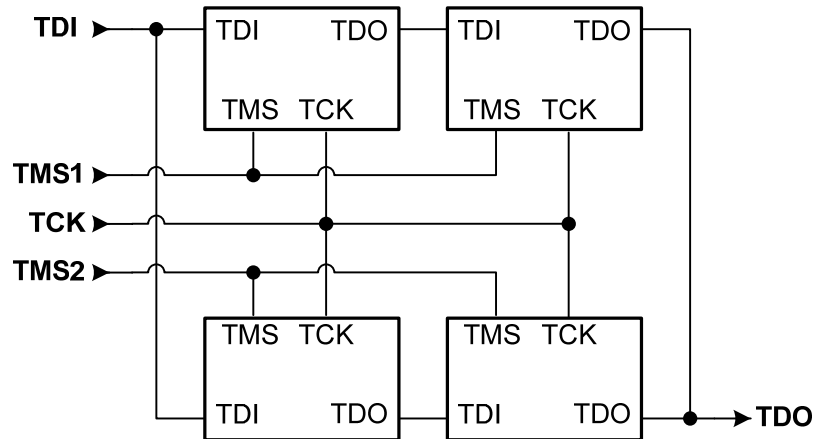 TDI TDI TDO TDI TDO
TMS TCK TMS TCK
TMS1
TCK
TMS2
TMS TCK TMS TCK
TDI TDO TDI TDO TDO